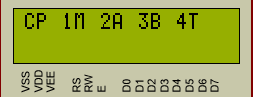 CP 1M 2A 3B 4T
VSS
VDD
VEE
RS
RW
E
D0
D1
D2
D3
D4
D5
D6
D7